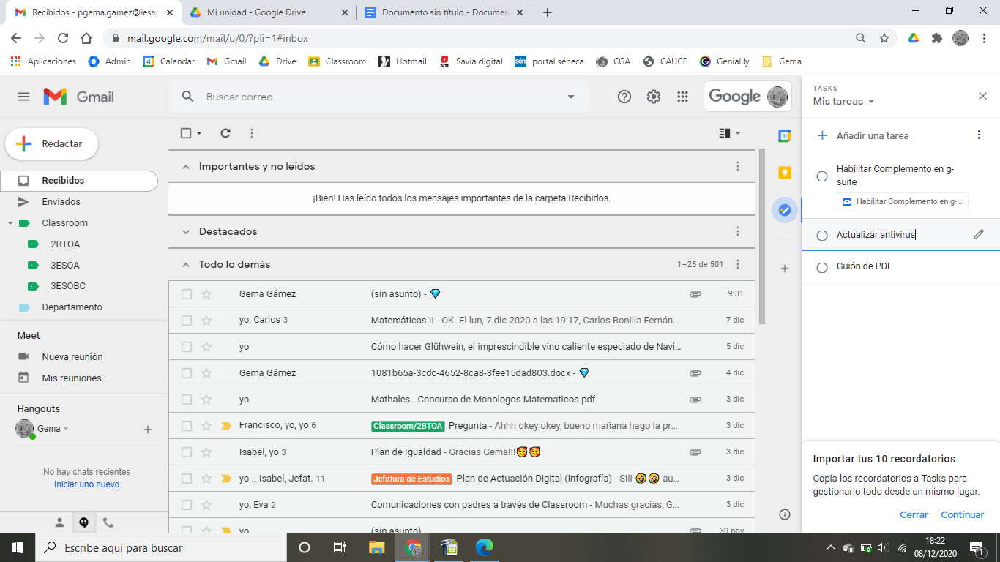 Recibidos - pgema.gamez@iesar
Mi unidad - Google Drive
Documento sin título - Documen
mail.google.com/mail/u/0/?pli=1#inbox
Aplicaciones
Admin
Calendar
Gmail
Drive
Classroom
Hotmail
Savia digital
portal séneca
CGA
CAUCE
Genial.ly
Gema
Gmail
Buscar correo
Google
TASKS
Mis tareas
Redactar
Añadir una tarea
Recibidos
Enviados
Classroom
2BTOA
3ESOA
3ESOBC
Departamento
Meet
Nueva reunión
Mis reuniones
Hangouts
Gema
No hay chats recientes
Iniciar uno nuevo
Importantes y no leídos
¡Bien! Has leído todos los mensajes importantes de la carpeta Recibidos.
Destacados
Todo lo demás 1–25 de 501
Gema Gámez (sin asunto) - 💎 9:31
yo, Carlos 3 Matemáticas II - OK. El lun, 7 dic 2020 a las 19:17, Carlos Bonilla Fernán… 7 dic
yo Cómo hacer Glühwein, el imprescindible vino caliente especiado de Navi… 5 dic
Gema Gámez 1081b65a-3cdc-4652-8ca8-3fee15dad803.docx - 💎 4 dic
yo Mathales - Concurso de Monologos Matematicos.pdf 3 dic
Francisco, yo, yo 6 Classroom/2BTOA Pregunta - Ahhh okey okey, bueno mañana hago la pr… 3 dic
Isabel, yo 3 Plan de Igualdad - Gracias Gema!!!🥰🥰 3 dic
yo .. Isabel, Jefat. 11 Jefatura de Estudios Plan de Actuación Digital (infografía) - Siii 🤣🤣 au… 3 dic
yo, Eva 2 Comunicaciones con padres a través de Classroom - Muchas gracias, G… 3 dic
yo (sin asunto) 30 nov
31
Habilitar Complemento en g-
suite
Habilitar Complemento en g-…
Actualizar antivirus
Guión de PDI
Importar tus 10 recordatorios
Copia los recordatorios a Tasks para
gestionarlo todo desde un mismo lugar.
Cerrar Continuar
Escribe aquí para buscar
18:22
08/12/2020
1